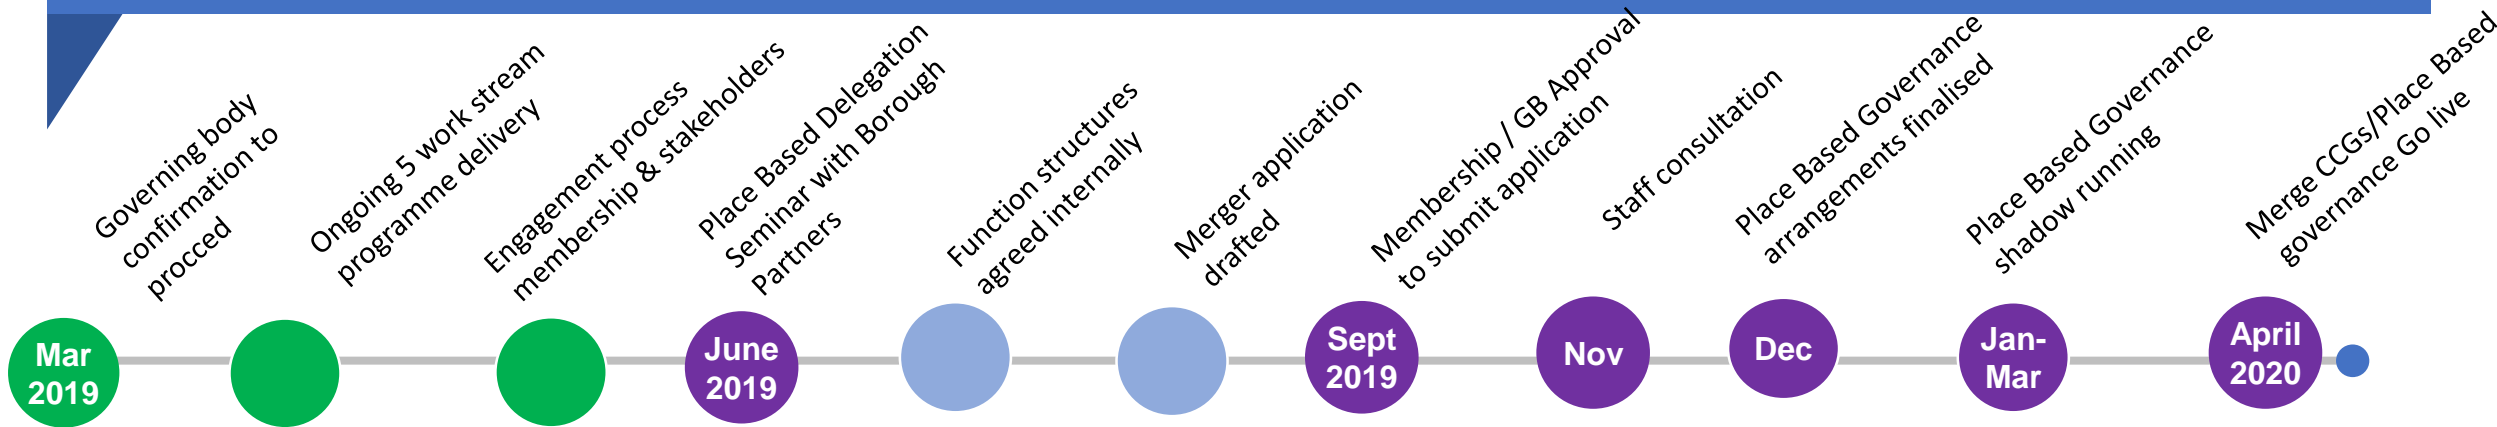 Governing body
confirmation to
procced
Ongoing 5 work stream
programme delivery
Engagement process
membership & stakeholders
Place Based Delegation
Seminar with Borough
Partners
Function structures
agreed internally
Merger application
drafted
Membership / GB Approval
to submit application
Staff consultation
Place Based Governance
arrangements finalised
Place Based Governance
shadow running
Merge CCGs/Place Based
governance Go live
Mar
2019
June
2019
Sept
2019
Nov
Dec
Jan-
Mar
April
2020